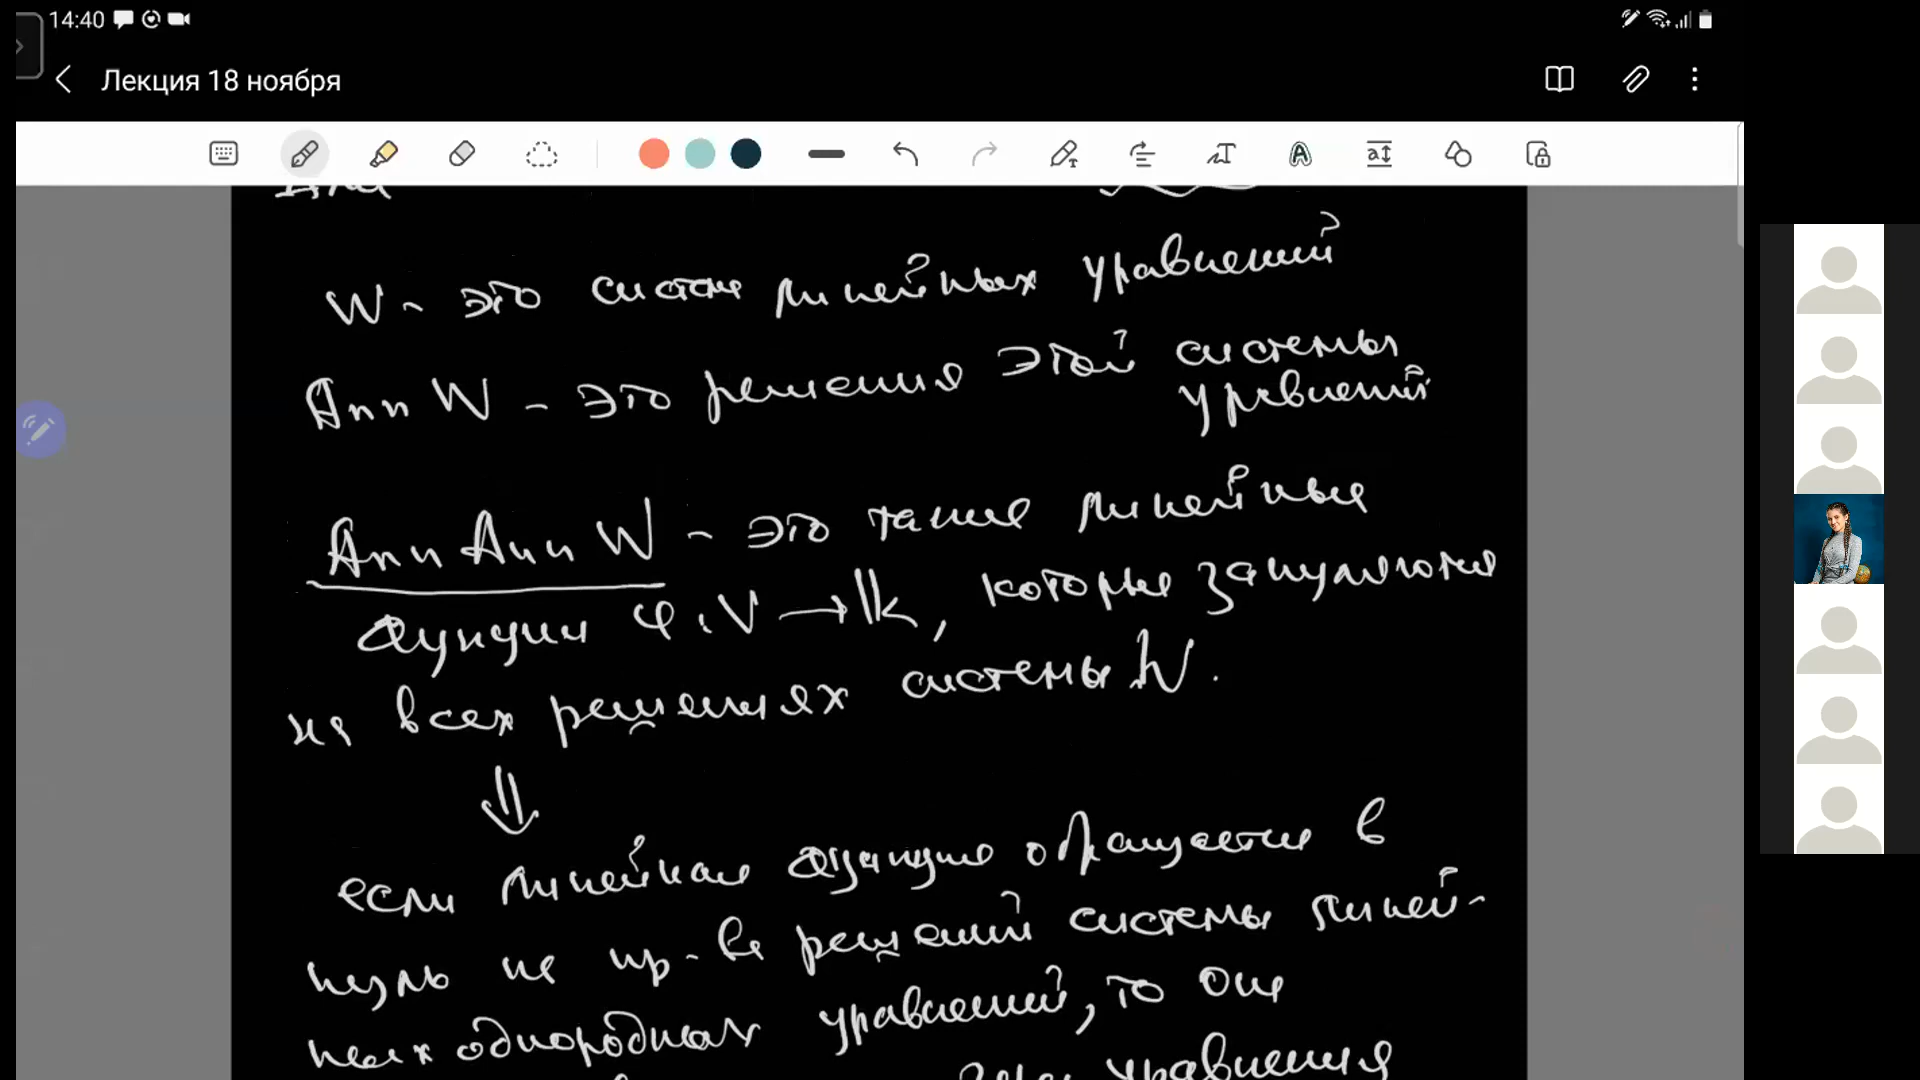 14:40
Лекция 18 ноября
W - это система линейных уравнений
Ann W - это решения этой системы
уравнений
Ann Ann W - это такие линейные
функции φ: V → 𝕂, которые зануляются
на всех решениях системы W.
⇓
если линейная функция обращается в
нуль на пр-ве решений системы линей-
ных однородных уравнений, то она
уравнения